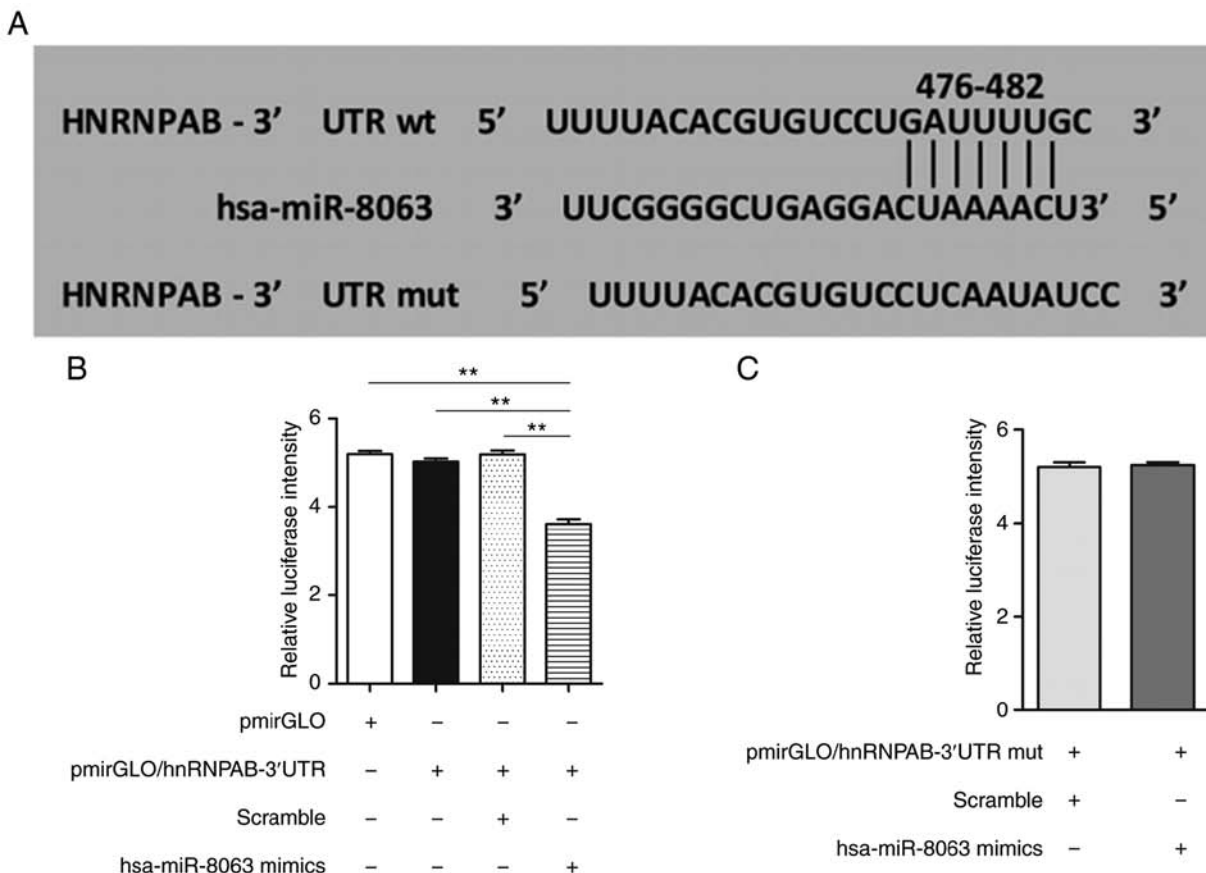 A
476-482
HNRNPAB - 3’ UTR wt 5’ UUUUACACGUGUCCUGAUUUUGC 3’
hsa-miR-8063 3’ UUCGGGGCUGAGGACUAAAACU3’ 5’
HNRNPAB - 3’ UTR mut 5’ UUUUACACGUGUCCUCAAUAUCC 3’
B
**
**
**
Relative luciferase intensity
6
4
2
0
pmirGLO + – – –
pmirGLO/hnRNPAB-3′UTR – + + +
Scramble – – + –
hsa-miR-8063 mimics – – – +
C
Relative luciferase intensity
6
4
2
0
pmirGLO/hnRNPAB-3′UTR mut + +
Scramble + –
hsa-miR-8063 mimics – +